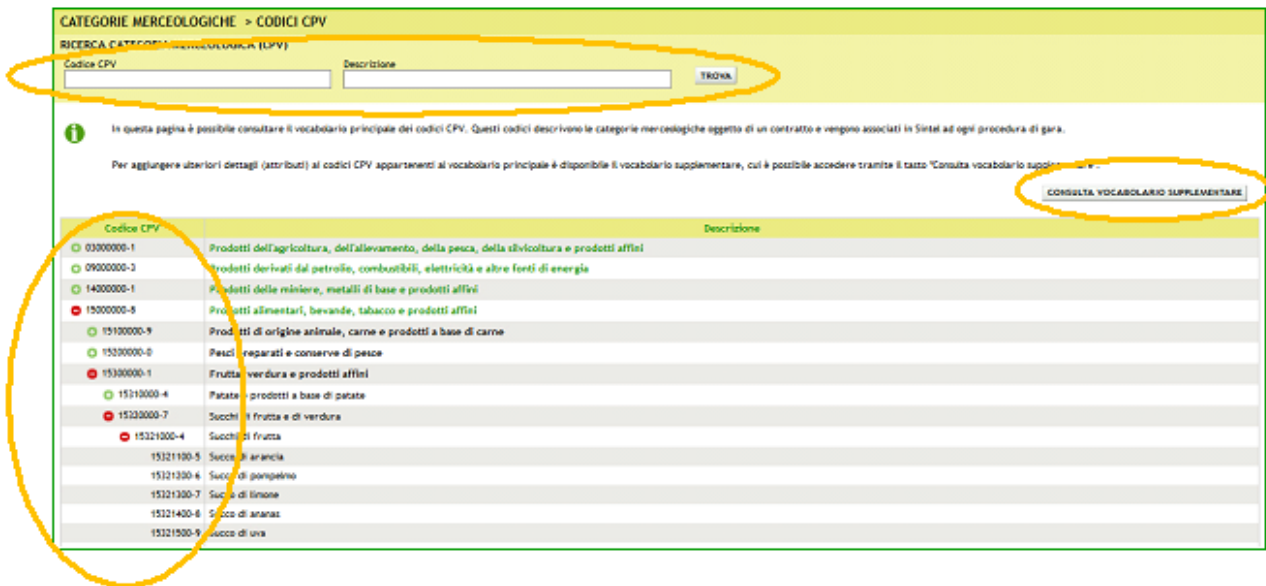 CATEGORIE MERCEOLOGICHE > CODICI CPV
RICERCA CATEGORIA MERCEOLOGICA (CPV)
Codice CPV Descrizione
TROVA
In questa pagina è possibile consultare il vocabolario principale dei codici CPV. Questi codici descrivono le categorie merceologiche oggetto di un contratto e vengono associati in Sintel ad ogni procedura di gara.
Per aggiungere ulteriori dettagli (attributi) ai codici CPV appartenenti al vocabolario principale è disponibile il vocabolario supplementare, cui è possibile accedere tramite il tasto "Consulta vocabolario supplementare".
CONSULTA VOCABOLARIO SUPPLEMENTARE
Codice CPV Descrizione
03000000-1 Prodotti dell'agricoltura, dell'allevamento, della pesca, della silvicoltura e prodotti affini
09000000-3 Prodotti derivati dal petrolio, combustibili, elettricità e altre fonti di energia
14000000-1 Prodotti delle miniere, metalli di base e prodotti affini
15000000-8 Prodotti alimentari, bevande, tabacco e prodotti affini
15100000-9 Prodotti di origine animale, carne e prodotti a base di carne
15200000-0 Pesci preparati e conserve di pesce
15300000-1 Frutta, verdura e prodotti affini
15310000-4 Patate e prodotti a base di patate
15320000-7 Succhi di frutta e di verdura
15321000-4 Succhi di frutta
15321100-5 Succo di arancia
15321200-6 Succo di pompelmo
15321300-7 Succo di limone
15321400-8 Succo di ananas
15321500-9 Succo di uva